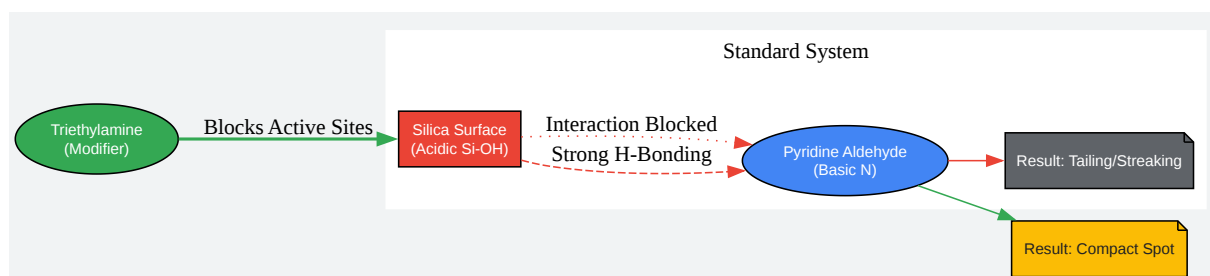 Standard System
Triethylamine
(Modifier)
Blocks Active Sites
Silica Surface
(Acidic Si-OH)
Interaction Blocked
Strong H-Bonding
Pyridine Aldehyde
(Basic N)
Result: Tailing/Streaking
Result: Compact Spot